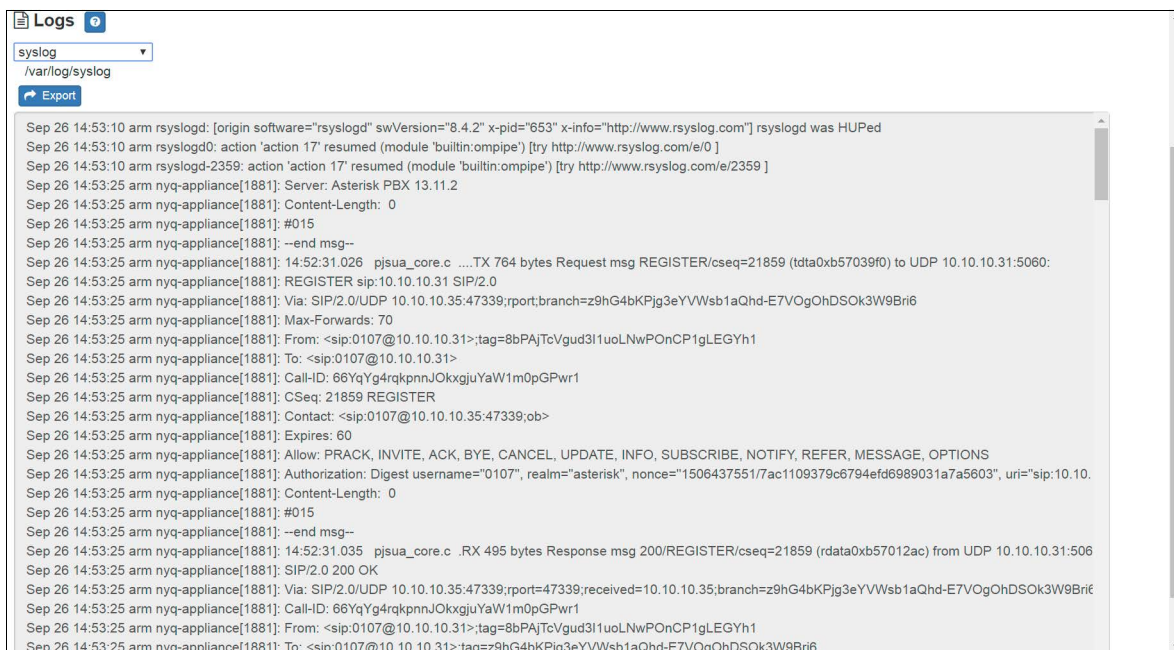 Logs ?
syslog
/var/log/syslog
Export
Sep 26 14:53:10 arm rsyslogd: [origin software="rsyslogd" swVersion="8.4.2" x-pid="653" x-info="http://www.rsyslog.com"] rsyslogd was HUPed
Sep 26 14:53:10 arm rsyslogd0: action 'action 17' resumed (module 'builtin:ompipe') [try http://www.rsyslog.com/e/0 ]
Sep 26 14:53:10 arm rsyslogd-2359: action 'action 17' resumed (module 'builtin:ompipe') [try http://www.rsyslog.com/e/2359 ]
Sep 26 14:53:25 arm nyq-appliance[1881]: Server: Asterisk PBX 13.11.2
Sep 26 14:53:25 arm nyq-appliance[1881]: Content-Length:  0
Sep 26 14:53:25 arm nyq-appliance[1881]: #015
Sep 26 14:53:25 arm nyq-appliance[1881]: --end msg--
Sep 26 14:53:25 arm nyq-appliance[1881]: 14:52:31.026   pjsua_core.c  ....TX 764 bytes Request msg REGISTER/cseq=21859 (tdta0xb57039f0) to UDP 10.10.10.31:5060:
Sep 26 14:53:25 arm nyq-appliance[1881]: REGISTER sip:10.10.10.31 SIP/2.0
Sep 26 14:53:25 arm nyq-appliance[1881]: Via: SIP/2.0/UDP 10.10.10.35:47339;rport;branch=z9hG4bKPjg3eYVWsb1aQhd-E7VOgOhDSOk3W9Bri6
Sep 26 14:53:25 arm nyq-appliance[1881]: Max-Forwards: 70
Sep 26 14:53:25 arm nyq-appliance[1881]: From: <sip:0107@10.10.10.31>;tag=8bPAjTcVgud3I1uoLNwPOnCP1gLEGYh1
Sep 26 14:53:25 arm nyq-appliance[1881]: To: <sip:0107@10.10.10.31>
Sep 26 14:53:25 arm nyq-appliance[1881]: Call-ID: 66YqYg4rqkpnnJOkxgjuYaW1m0pGPwr1
Sep 26 14:53:25 arm nyq-appliance[1881]: CSeq: 21859 REGISTER
Sep 26 14:53:25 arm nyq-appliance[1881]: Contact: <sip:0107@10.10.10.35:47339;ob>
Sep 26 14:53:25 arm nyq-appliance[1881]: Expires: 60
Sep 26 14:53:25 arm nyq-appliance[1881]: Allow: PRACK, INVITE, ACK, BYE, CANCEL, UPDATE, INFO, SUBSCRIBE, NOTIFY, REFER, MESSAGE, OPTIONS
Sep 26 14:53:25 arm nyq-appliance[1881]: Authorization: Digest username="0107", realm="asterisk", nonce="1506437551/7ac1109379c6794efd6989031a7a5603", uri="sip:10.10.
Sep 26 14:53:25 arm nyq-appliance[1881]: Content-Length:  0
Sep 26 14:53:25 arm nyq-appliance[1881]: #015
Sep 26 14:53:25 arm nyq-appliance[1881]: --end msg--
Sep 26 14:53:25 arm nyq-appliance[1881]: 14:52:31.035   pjsua_core.c  .RX 495 bytes Response msg 200/REGISTER/cseq=21859 (rdata0xb57012ac) from UDP 10.10.10.31:506
Sep 26 14:53:25 arm nyq-appliance[1881]: SIP/2.0 200 OK
Sep 26 14:53:25 arm nyq-appliance[1881]: Via: SIP/2.0/UDP 10.10.10.35:47339;rport=47339;received=10.10.10.35;branch=z9hG4bKPjg3eYVWsb1aQhd-E7VOgOhDSOk3W9Bri6
Sep 26 14:53:25 arm nyq-appliance[1881]: Call-ID: 66YqYg4rqkpnnJOkxgjuYaW1m0pGPwr1
Sep 26 14:53:25 arm nyq-appliance[1881]: From: <sip:0107@10.10.10.31>;tag=8bPAjTcVgud3I1uoLNwPOnCP1gLEGYh1
Sep 26 14:53:25 arm nyq-appliance[1881]: To: <sip:0107@10.10.10.31>;tag=z9hG4bKPjg3eYVWsb1aQhd-E7VOgOhDSOk3W9Bri6